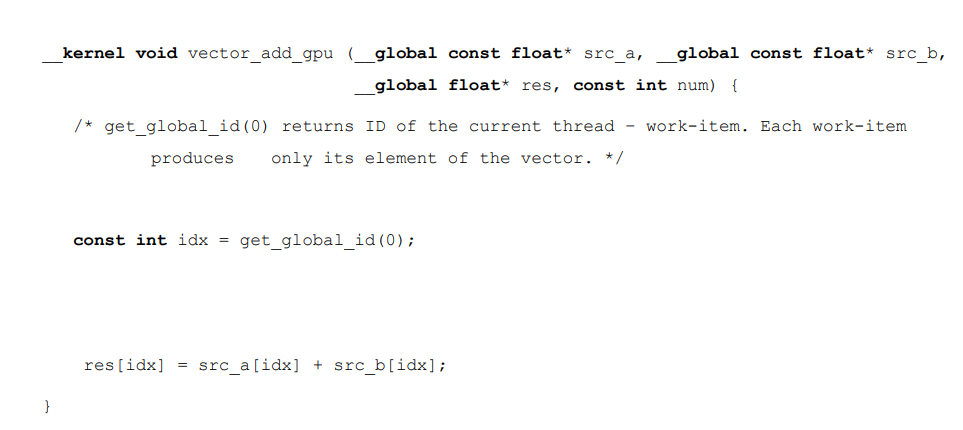 __kernel void vector_add_gpu (__global const float* src_a, __global const float* src_b,
__global float* res, const int num) {
/* get_global_id(0) returns ID of the current thread - work-item. Each work-item
produces only its element of the vector. */
const int idx = get_global_id(0);
res[idx] = src_a[idx] + src_b[idx];
}